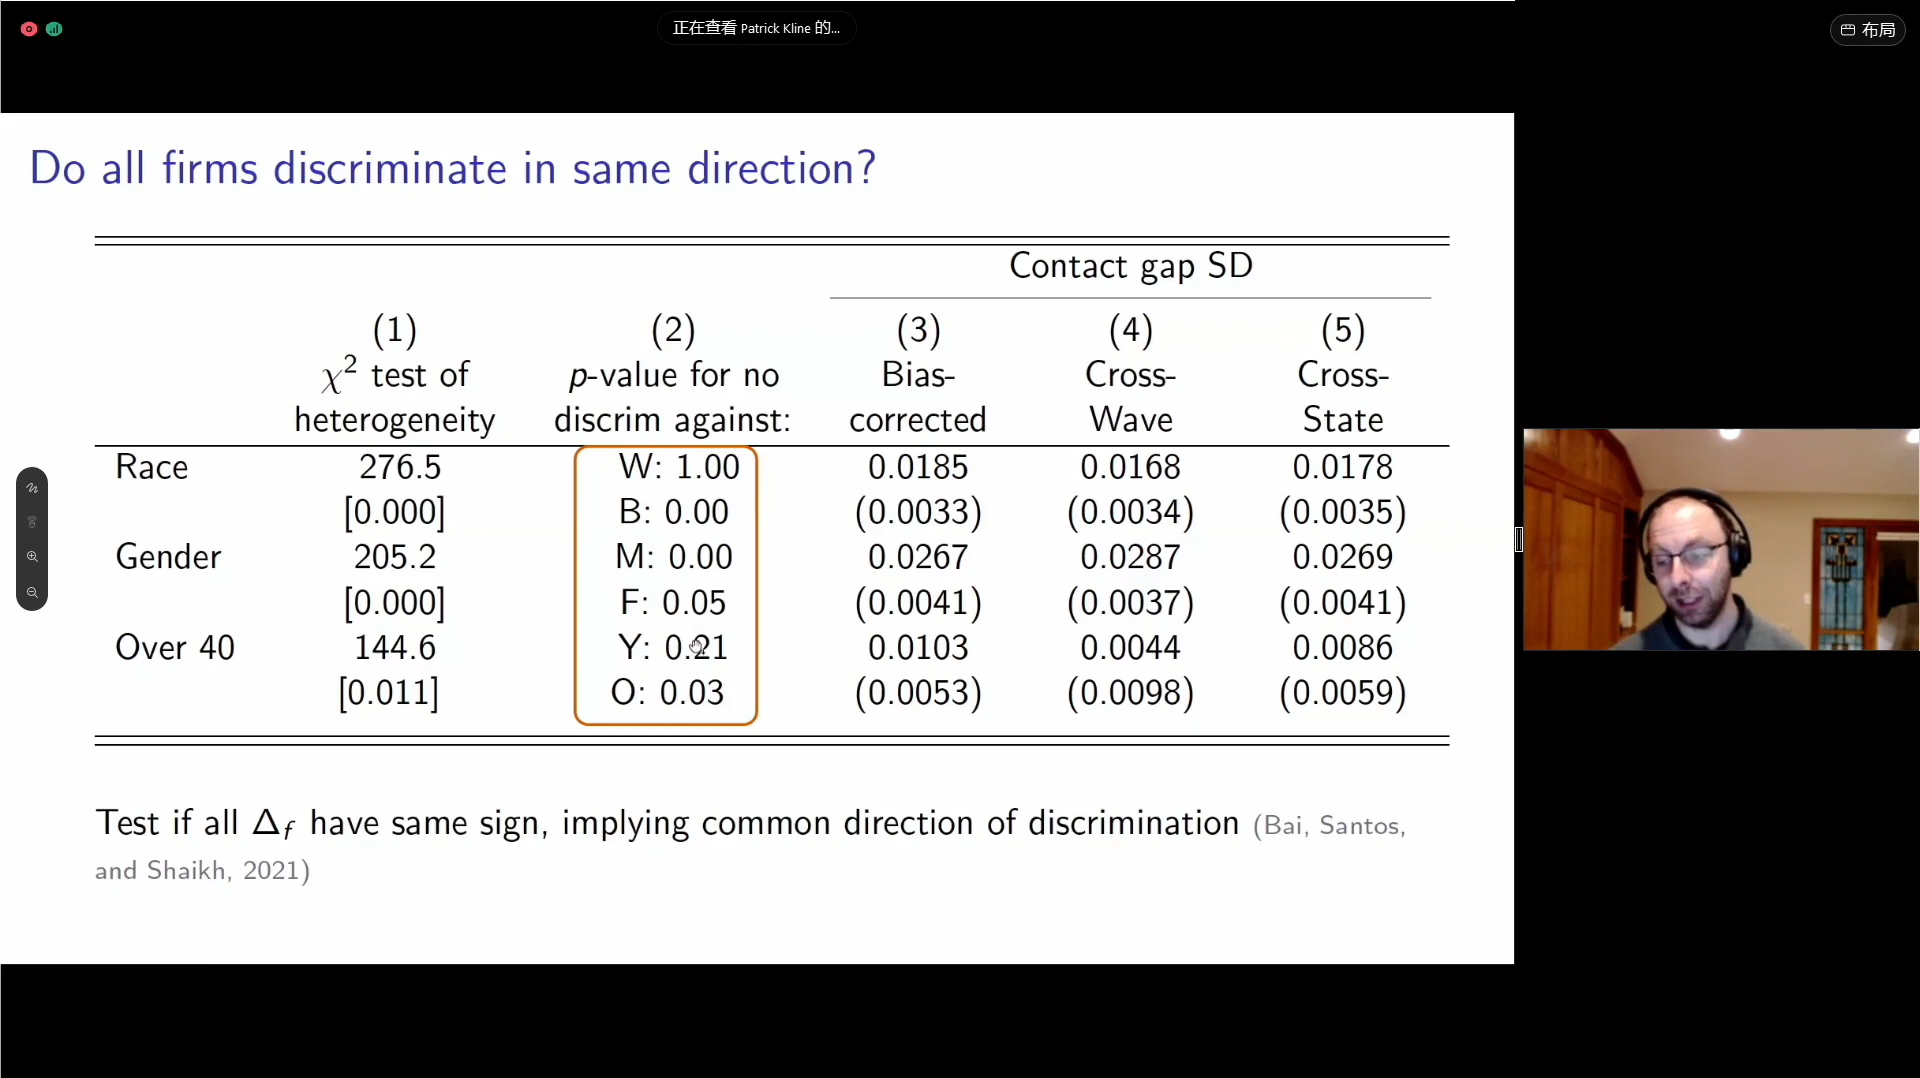 正在查看 Patrick Kline 的...
布局
Do all firms discriminate in same direction?
Contact gap SD
(1) (2) (3) (4) (5)
χ² test of p-value for no Bias- Cross- Cross-
heterogeneity discrim against: corrected Wave State
Race 276.5 W: 1.00 0.0185 0.0168 0.0178
[0.000] B: 0.00 (0.0033) (0.0034) (0.0035)
Gender 205.2 M: 0.00 0.0267 0.0287 0.0269
[0.000] F: 0.05 (0.0041) (0.0037) (0.0041)
Over 40 144.6 Y: 0.21 0.0103 0.0044 0.0086
[0.011] O: 0.03 (0.0053) (0.0098) (0.0059)
Test if all Δf have same sign, implying common direction of discrimination (Bai, Santos,
and Shaikh, 2021)